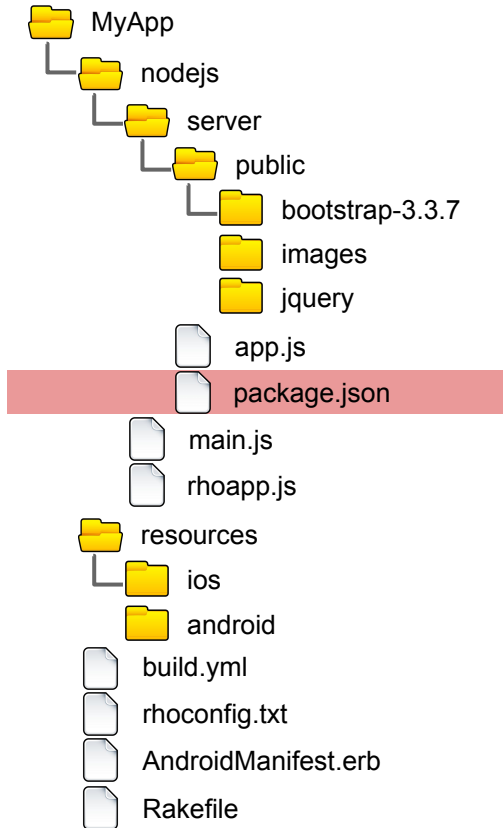 MyApp
nodejs
server
public
bootstrap-3.3.7
images
jquery
app.js
package.json
main.js
rhoapp.js
resources
ios
android
build.yml
rhoconfig.txt
AndroidManifest.erb
Rakefile